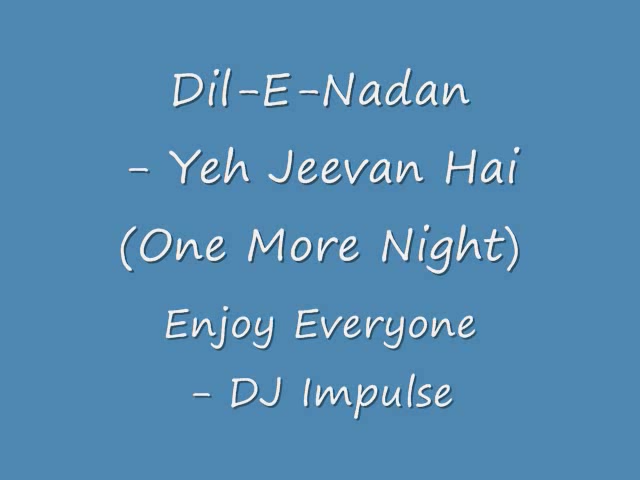 Dil-E-Nadan
- Yeh Jeevan Hai
(One More Night)
Enjoy Everyone
- DJ Impulse